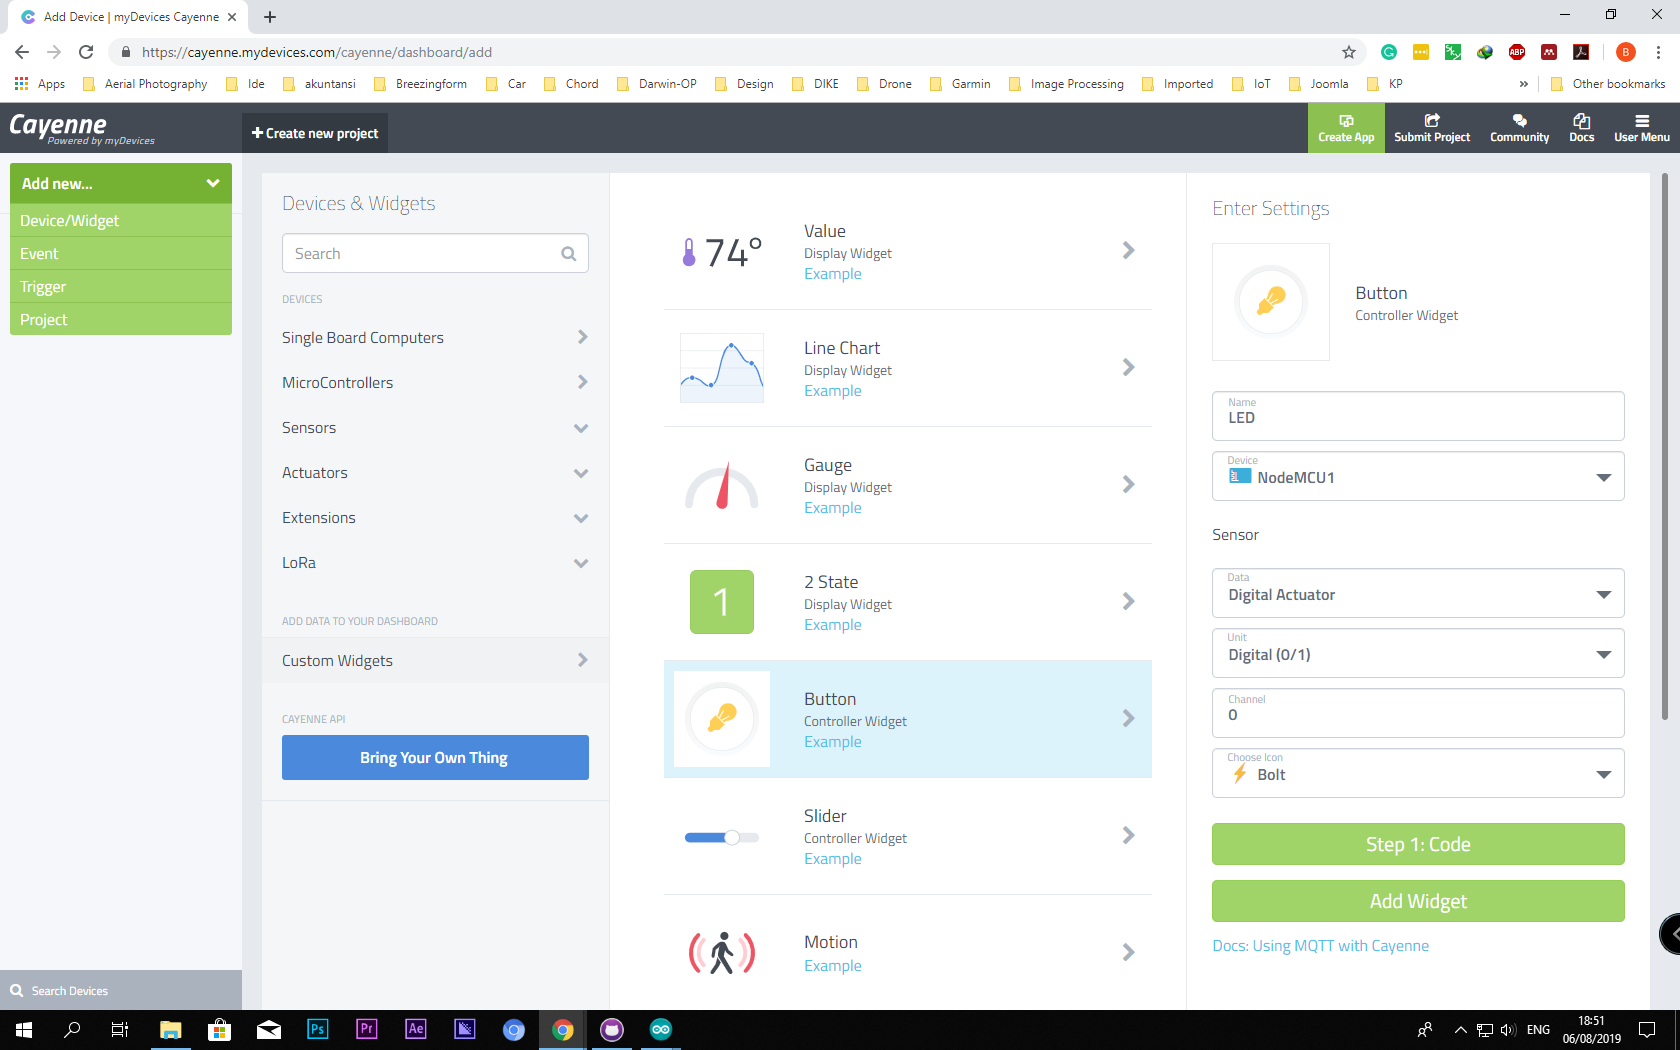 Add Device | myDevices Cayenne
https://cayenne.mydevices.com/cayenne/dashboard/add
Apps Aerial Photography Ide akuntansi Breezingform Car Chord Darwin-OP Design DIKE Drone Garmin Image Processing Imported IoT Joomla KP » Other bookmarks
Cayenne
Powered by myDevices
+ Create new project
Create App
Submit Project
Community
Docs
User Menu
Add new...
Device/Widget
Event
Trigger
Project
Search Devices
Devices & Widgets
Search
DEVICES
Single Board Computers
MicroControllers
Sensors
Actuators
Extensions
LoRa
ADD DATA TO YOUR DASHBOARD
Custom Widgets
CAYENNE API
Bring Your Own Thing
74°
Value
Display Widget
Example
Line Chart
Display Widget
Example
Gauge
Display Widget
Example
1
2 State
Display Widget
Example
Button
Controller Widget
Example
Slider
Controller Widget
Example
Motion
Example
Enter Settings
Button
Controller Widget
Name
LED
Device
NodeMCU1
Sensor
Data
Digital Actuator
Unit
Digital (0/1)
Channel
0
Choose Icon
Bolt
Step 1: Code
Add Widget
Docs: Using MQTT with Cayenne
Ps Pr Ae
ENG
18:51
06/08/2019
ABP
B